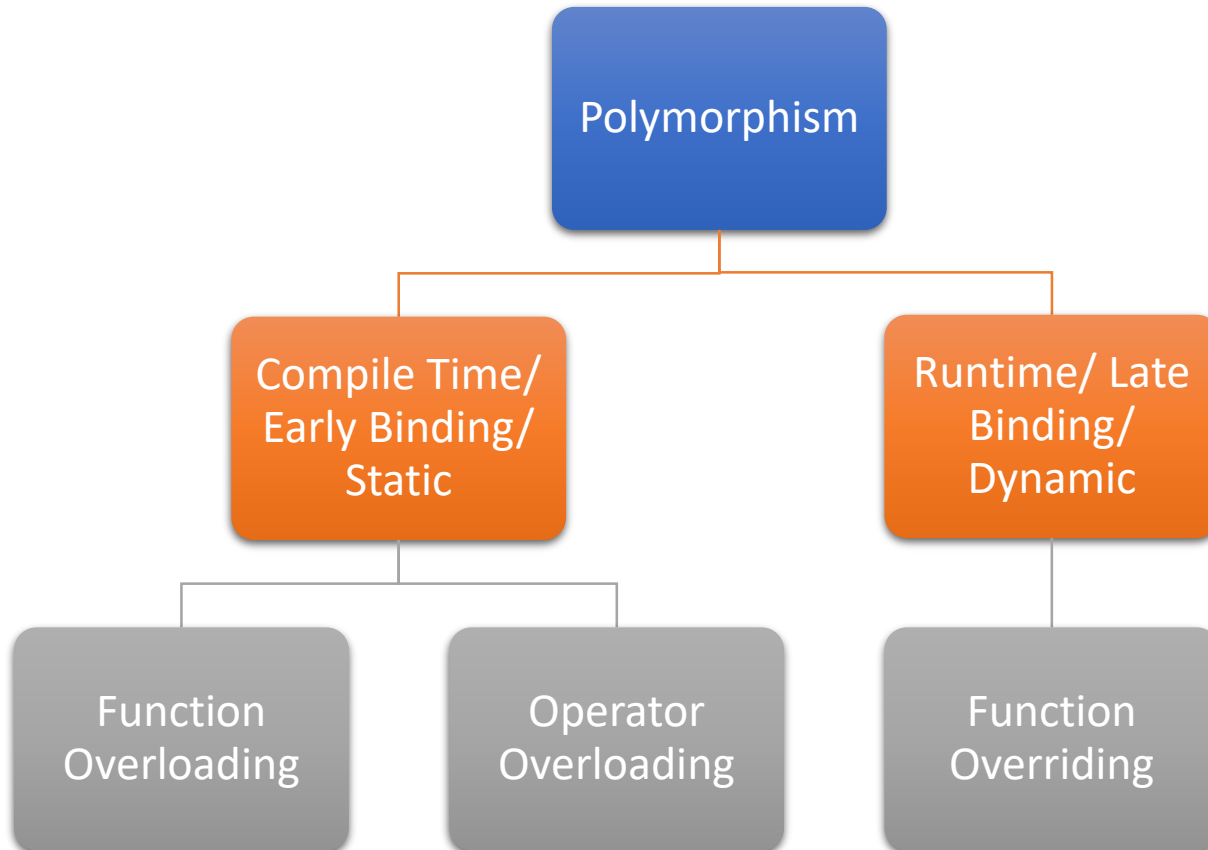 Polymorphism
Compile Time/
Early Binding/
Static
Runtime/ Late
Binding/
Dynamic
Function
Overloading
Operator
Overloading
Function
Overriding